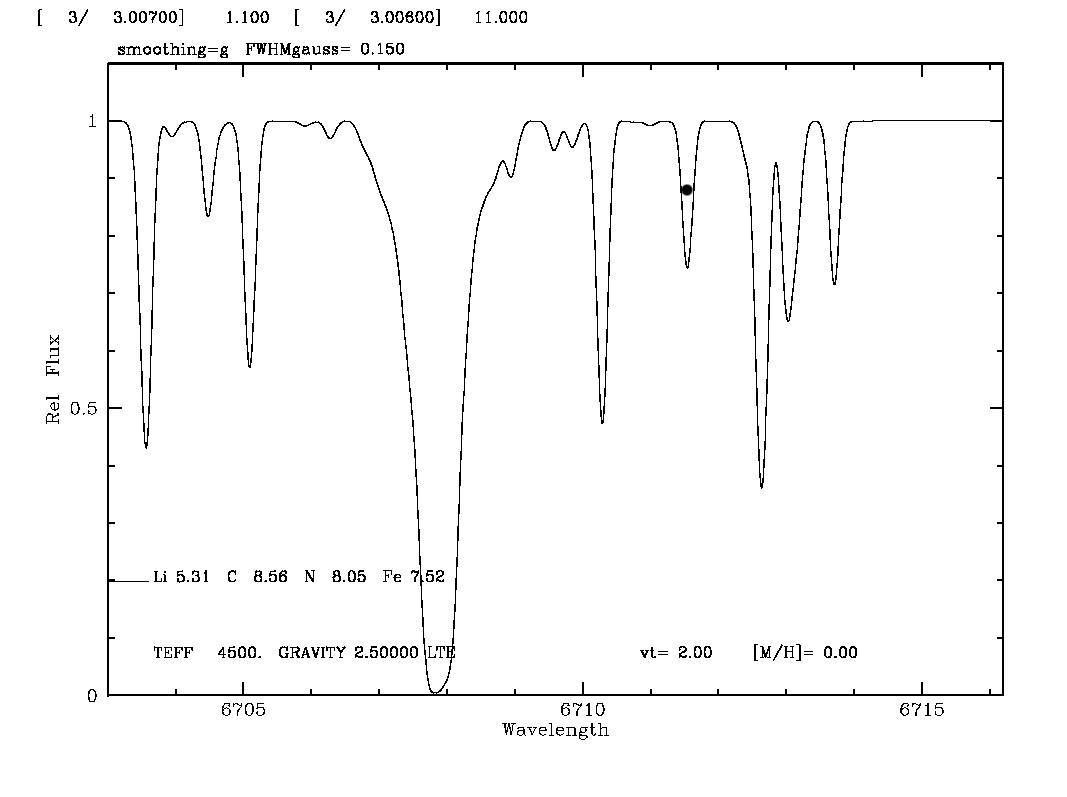 [ 3/ 3.00700] 1.100 [ 3/ 3.00600] 11.000
smoothing=g FWHMgauss= 0.150
1
Rel Flux
0.5
Li 5.31 C 8.56 N 8.05 Fe 7.52
TEFF 4500. GRAVITY 2.50000 LTE vt= 2.00 [M/H]= 0.00
0
6705 6710 6715
Wavelength